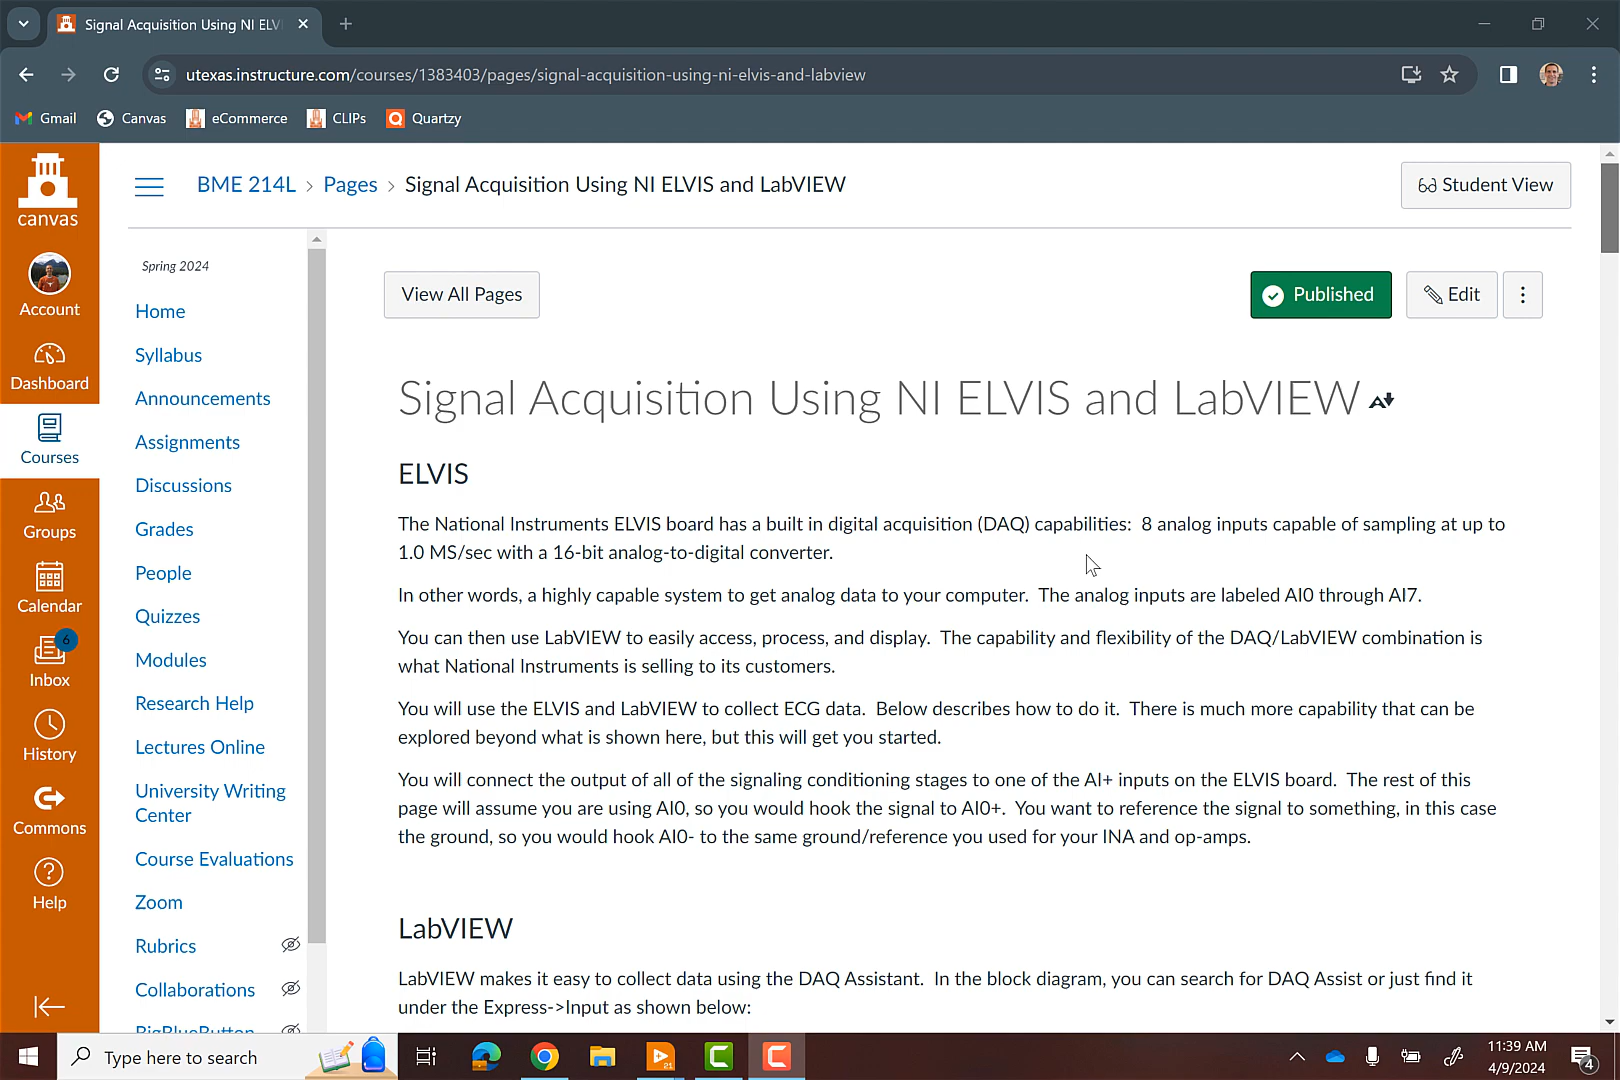 Signal Acquisition Using NI ELV
utexas.instructure.com/courses/1383403/pages/signal-acquisition-using-ni-elvis-and-labview
Gmail
Canvas
eCommerce
CLIPs
Quartzy
canvas
Account
Dashboard
Courses
Groups
Calendar
6
Inbox
History
Commons
Help
BME 214L > Pages > Signal Acquisition Using NI ELVIS and LabVIEW
Student View
Spring 2024
Home
Syllabus
Announcements
Assignments
Discussions
Grades
People
Quizzes
Modules
Research Help
Lectures Online
University Writing
Center
Course Evaluations
Zoom
Rubrics
Collaborations
BigBlueButton
View All Pages
Published
Edit
Signal Acquisition Using NI ELVIS and LabVIEW
ELVIS
The National Instruments ELVIS board has a built in digital acquisition (DAQ) capabilities:  8 analog inputs capable of sampling at up to
1.0 MS/sec with a 16-bit analog-to-digital converter.
In other words, a highly capable system to get analog data to your computer.  The analog inputs are labeled AI0 through AI7.
You can then use LabVIEW to easily access, process, and display.  The capability and flexibility of the DAQ/LabVIEW combination is
what National Instruments is selling to its customers.
You will use the ELVIS and LabVIEW to collect ECG data.  Below describes how to do it.  There is much more capability that can be
explored beyond what is shown here, but this will get you started.
You will connect the output of all of the signaling conditioning stages to one of the AI+ inputs on the ELVIS board.  The rest of this
page will assume you are using AI0, so you would hook the signal to AI0+.  You want to reference the signal to something, in this case
the ground, so you would hook AI0- to the same ground/reference you used for your INA and op-amps.
LabVIEW
LabVIEW makes it easy to collect data using the DAQ Assistant.  In the block diagram, you can search for DAQ Assist or just find it
under the Express->Input as shown below:
Type here to search
11:39 AM
4/9/2024
4